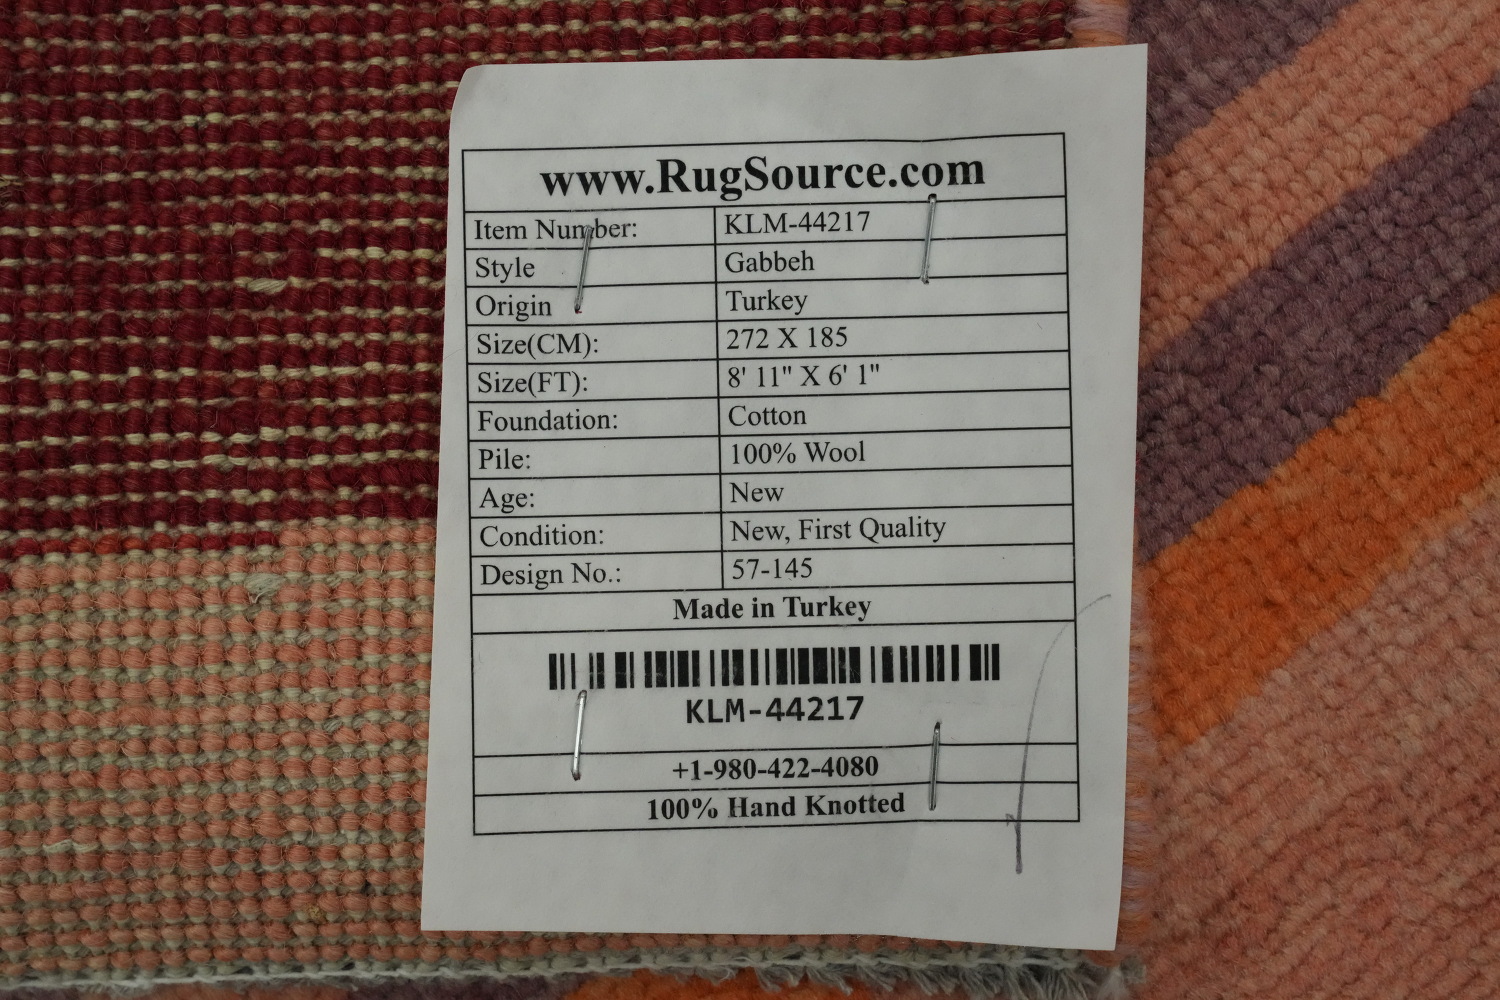 www.RugSource.com
Item Number: KLM-44217
Style Gabbeh
Origin Turkey
Size(CM): 272 X 185
Size(FT): 8' 11" X 6' 1"
Foundation: Cotton
Pile: 100% Wool
Age: New
Condition: New, First Quality
Design No.: 57-145
Made in Turkey
KLM-44217
+1-980-422-4080
100% Hand Knotted